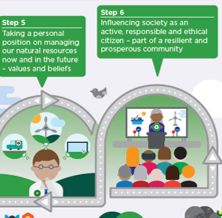 Step 5
Taking a personal
position on managing
our natural resources
now and in the future
– values and beliefs
Step 6
Influencing society as an
active, responsible and ethical
citizen – part of a resilient and
prosperous community